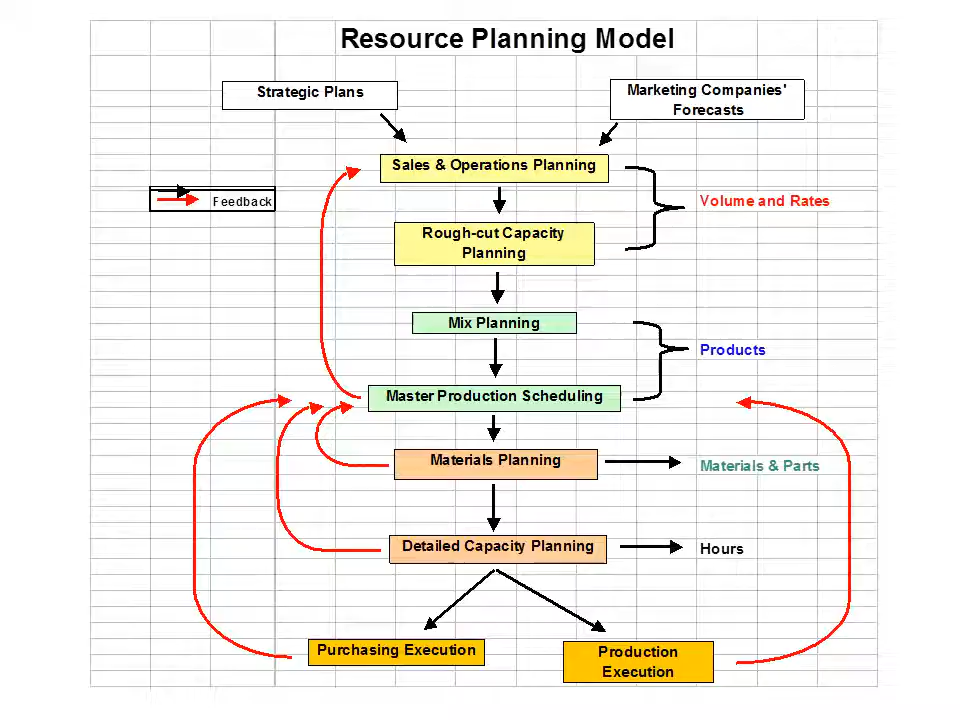 Resource Planning Model
Strategic Plans
Marketing Companies'
Forecasts
Sales & Operations Planning
Feedback
Volume and Rates
Rough-cut Capacity
Planning
Mix Planning
Products
Master Production Scheduling
Materials Planning
Materials & Parts
Detailed Capacity Planning
Hours
Purchasing Execution
Production
Execution